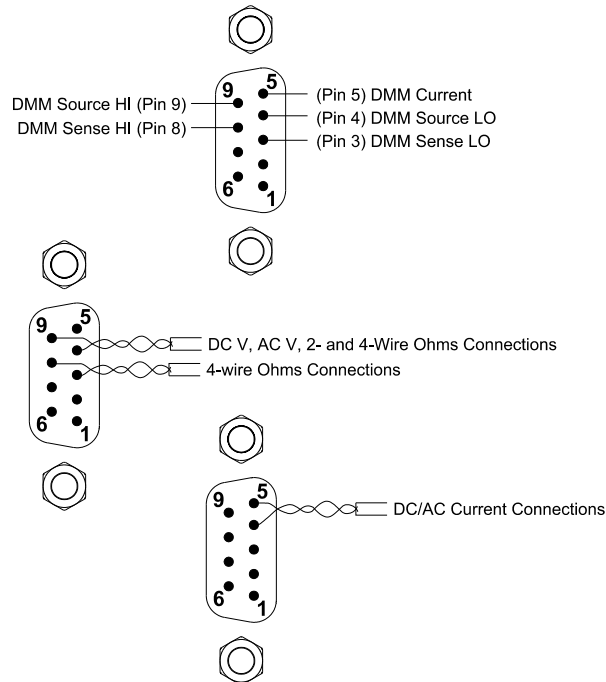 9 5
(Pin 5) DMM Current
DMM Source HI (Pin 9)
(Pin 4) DMM Source LO
DMM Sense HI (Pin 8)
(Pin 3) DMM Sense LO
6 1
9 5
DC V, AC V, 2- and 4-Wire Ohms Connections
4-wire Ohms Connections
6 1
9 5
DC/AC Current Connections
6 1